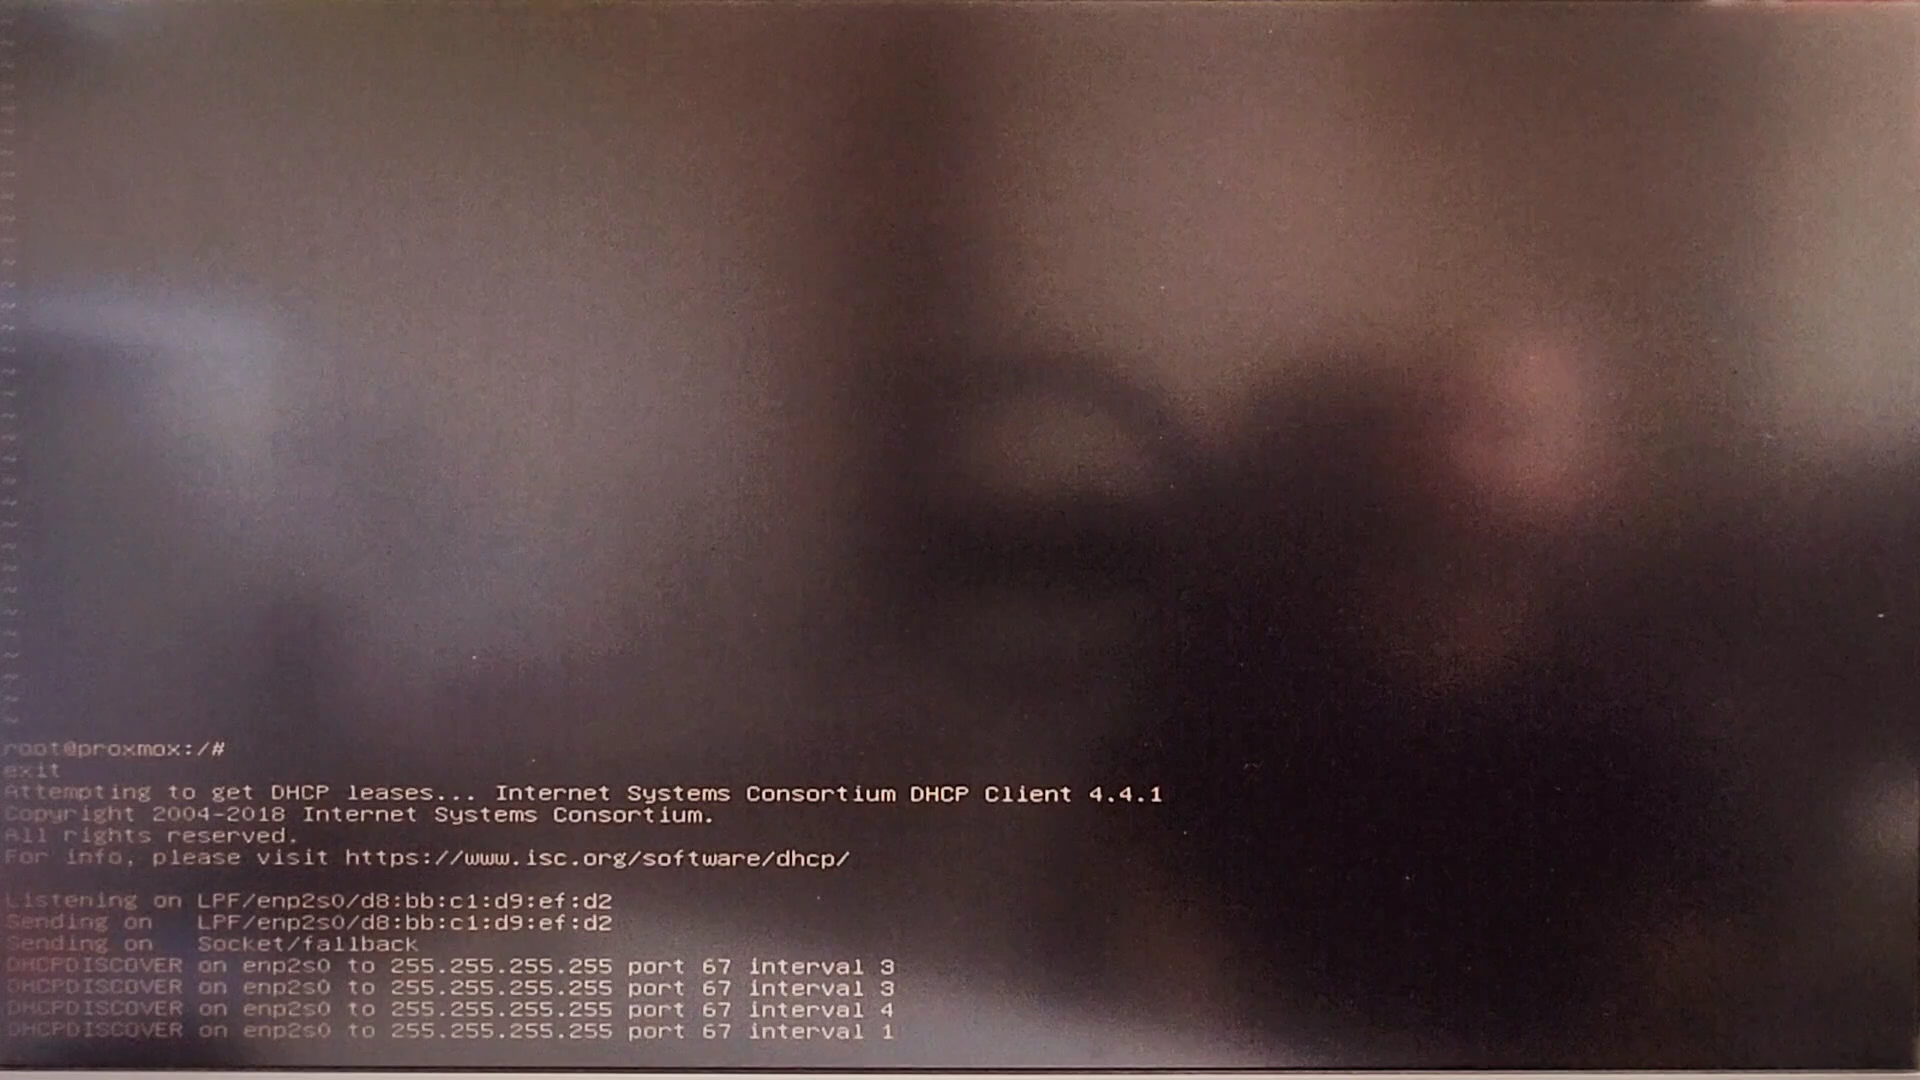 root@proxmox:/#
exit
Attempting to get DHCP leases... Internet Systems Consortium DHCP Client 4.4.1
Copyright 2004-2018 Internet Systems Consortium.
All rights reserved.
For info, please visit https://www.isc.org/software/dhcp/
Listening on LPF/enp2s0/d8:bb:c1:d9:ef:d2
Sending on   LPF/enp2s0/d8:bb:c1:d9:ef:d2
Sending on   Socket/fallback
DHCPDISCOVER on enp2s0 to 255.255.255.255 port 67 interval 3
DHCPDISCOVER on enp2s0 to 255.255.255.255 port 67 interval 3
DHCPDISCOVER on enp2s0 to 255.255.255.255 port 67 interval 4
DHCPDISCOVER on enp2s0 to 255.255.255.255 port 67 interval 1